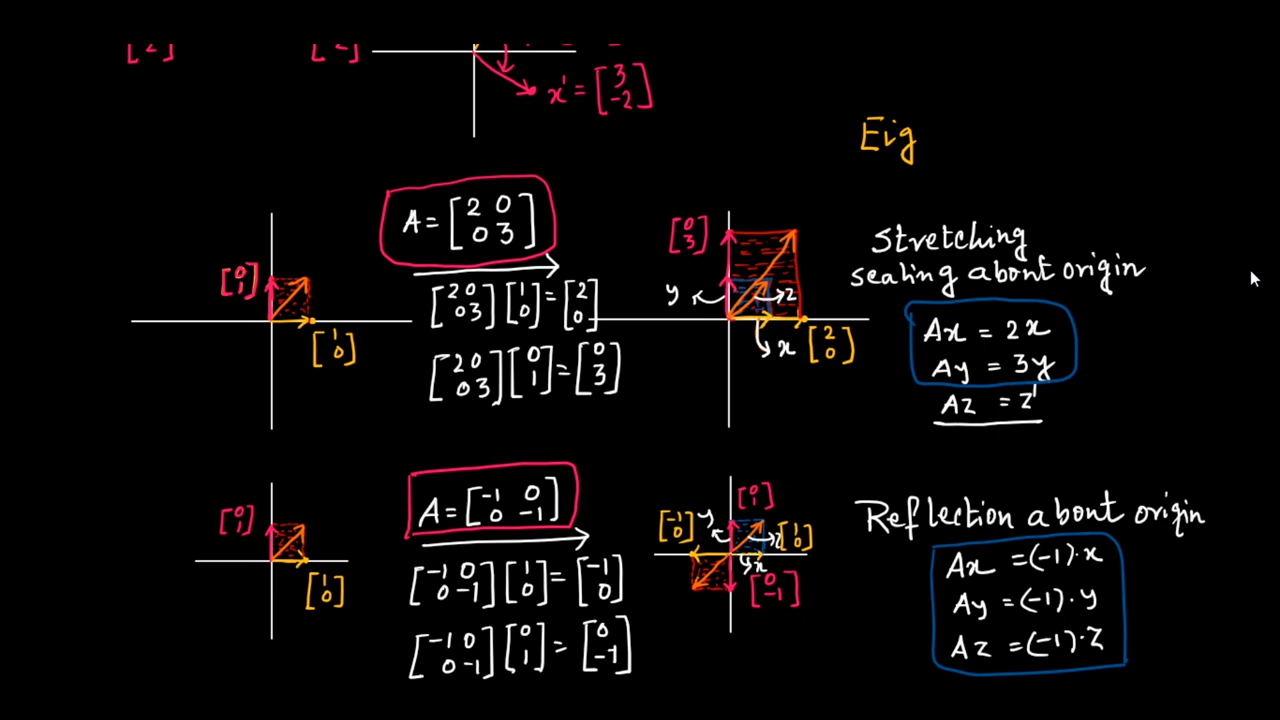 x' = [3 -2]
Eig
A = [2 0 0 3]
[0 1]
[1 0]
[2 0 0 3] [1 0] = [2 0]
[2 0 0 3] [0 1] = [0 3]
[0 3]
y
z
x
[2 0]
Stretching
scaling about origin
Ax = 2x
Ay = 3y
Az = z'
A = [-1 0 0 -1]
[0 1]
[1 0]
[-1 0 0 -1] [1 0] = [-1 0]
[-1 0 0 -1] [0 1] = [0 -1]
[0 1]
[-1 0]
y
z
[1 0]
x
[0 -1]
Reflection about origin
Ax = (-1)·x
Ay = (-1)·y
Az = (-1)·z